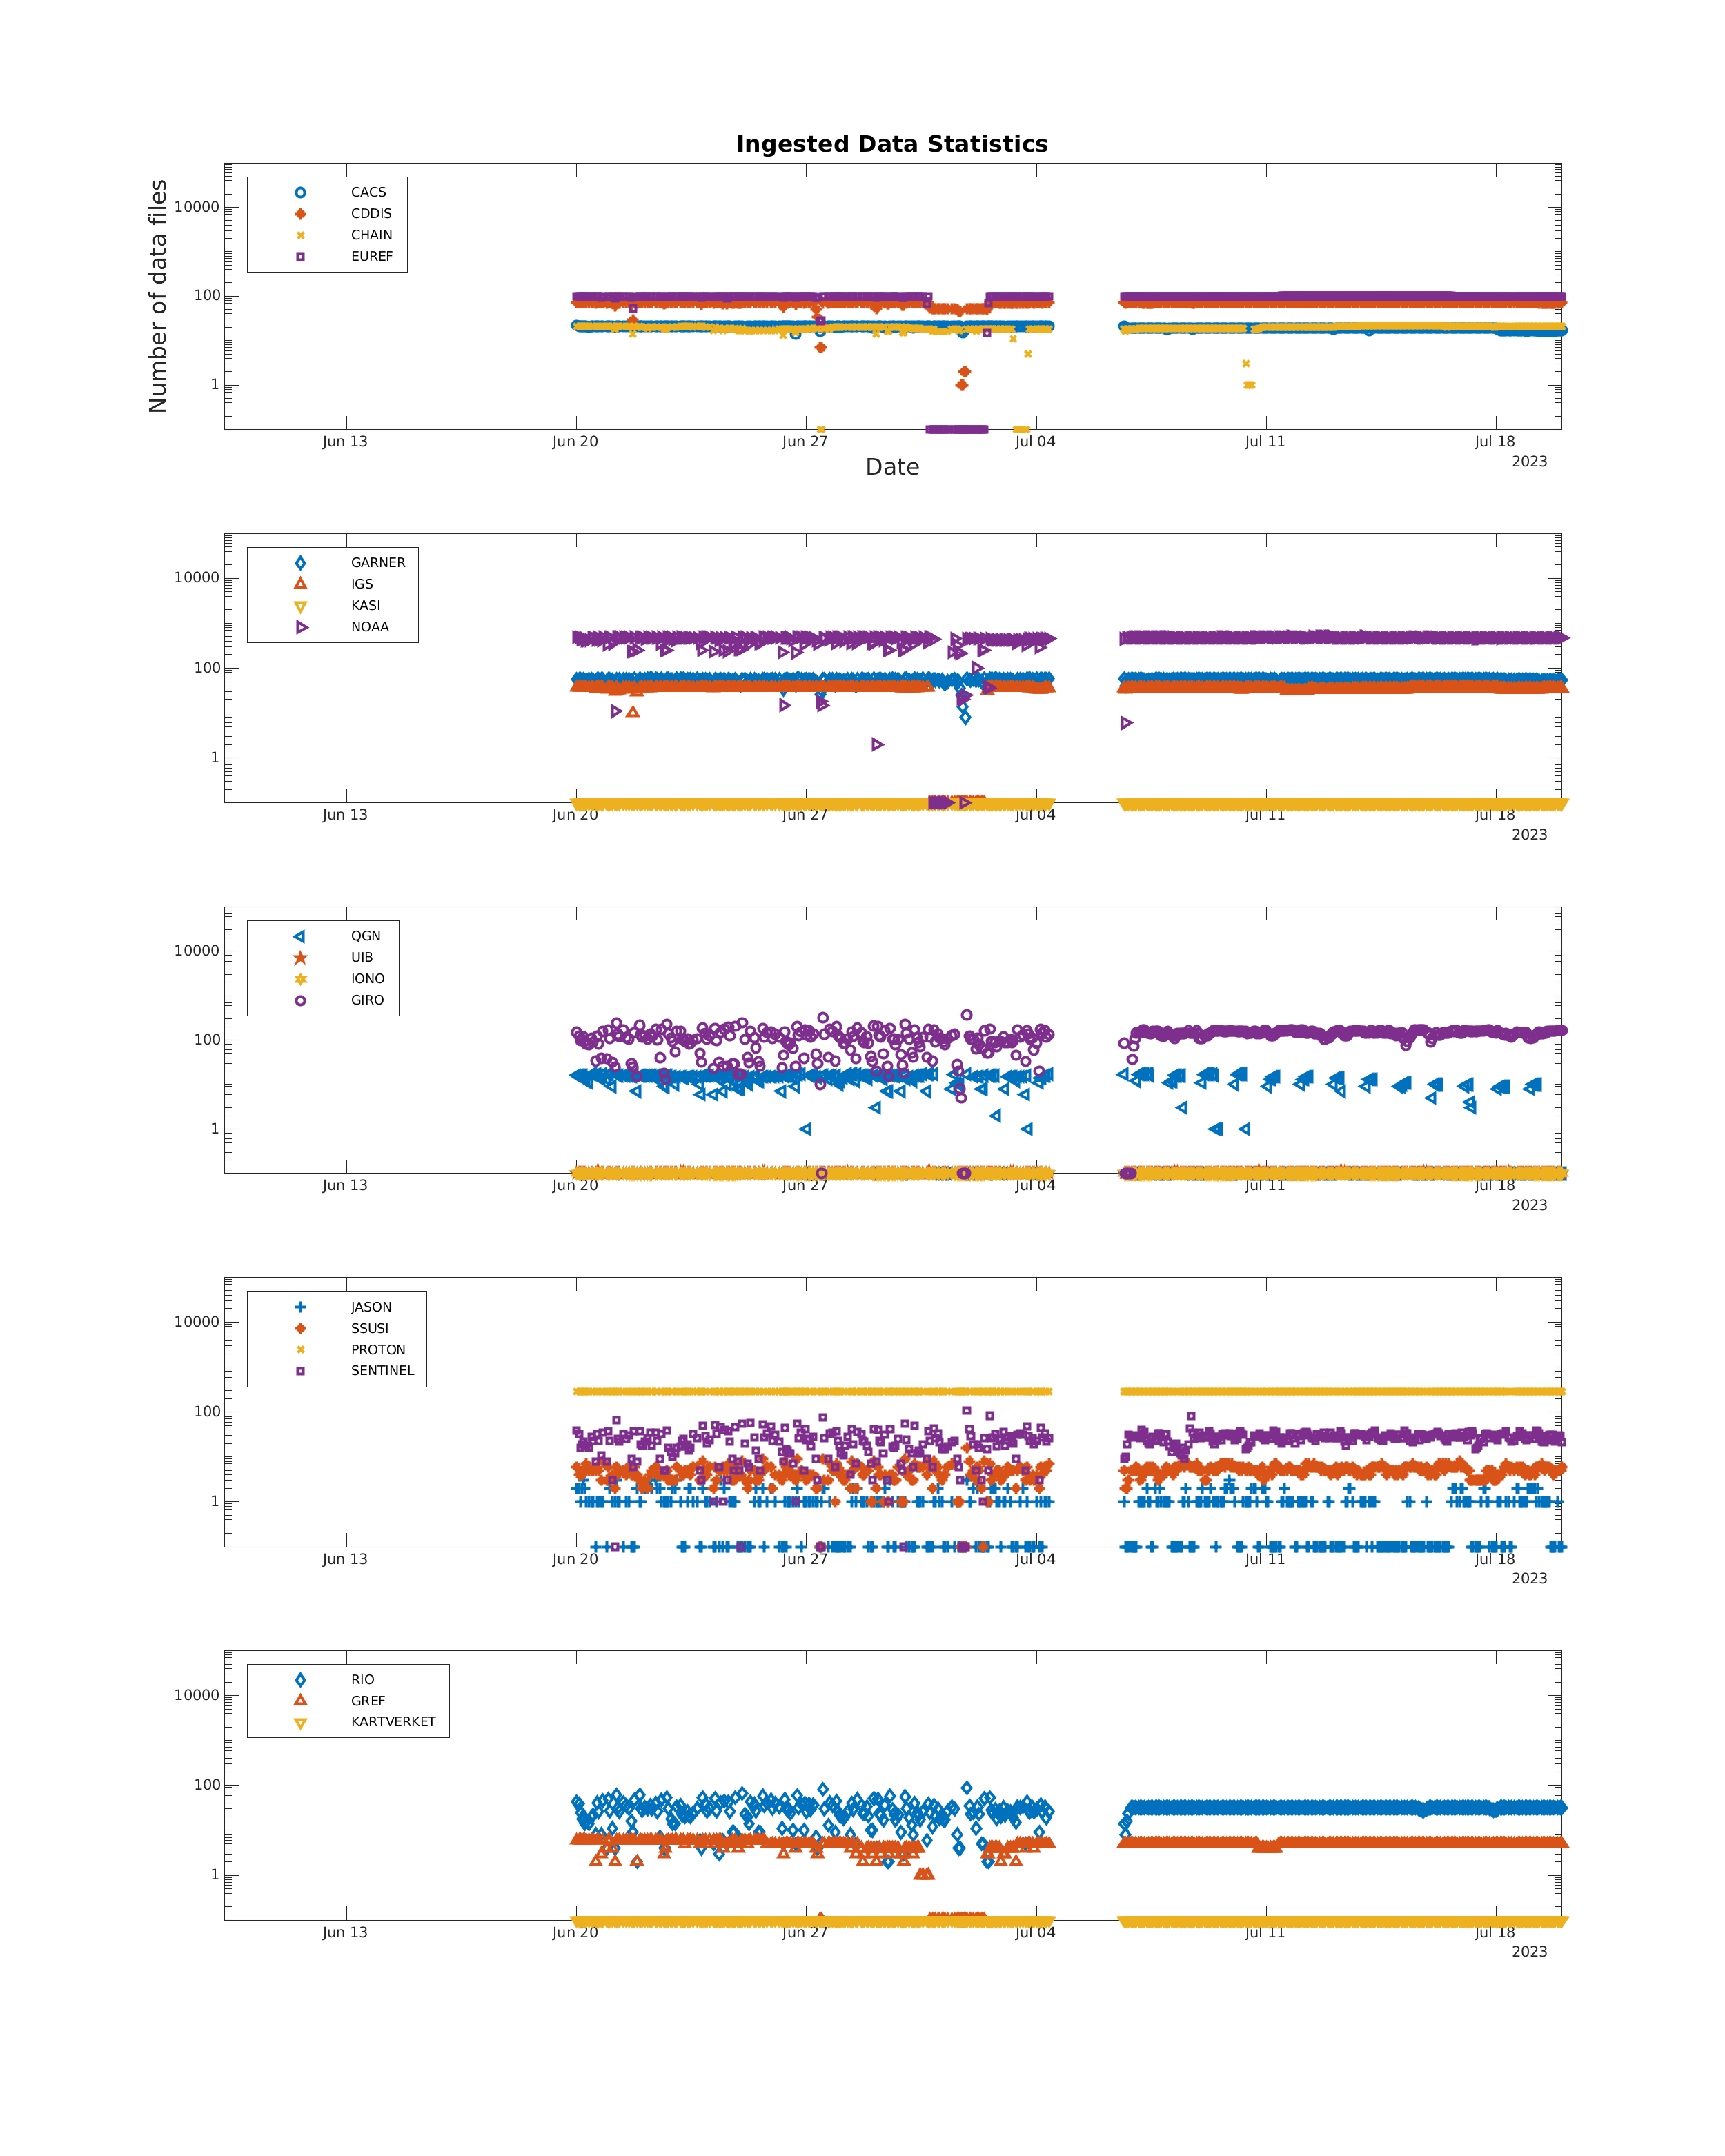 Ingested Data Statistics
Number of data files
CACS
CDDIS
CHAIN
EUREF
10000
100
1
Jun 13 Jun 20 Jun 27 Jul 04 Jul 11 Jul 18
2023
Date
GARNER
IGS
KASI
NOAA
10000
100
1
Jun 13 Jun 20 Jun 27 Jul 04 Jul 11 Jul 18
2023
QGN
UIB
IONO
GIRO
10000
100
1
Jun 13 Jun 20 Jun 27 Jul 04 Jul 11 Jul 18
2023
JASON
SSUSI
PROTON
SENTINEL
10000
100
1
Jun 13 Jun 20 Jun 27 Jul 04 Jul 11 Jul 18
2023
RIO
GREF
KARTVERKET
10000
100
1
Jun 13 Jun 20 Jun 27 Jul 04 Jul 11 Jul 18
2023